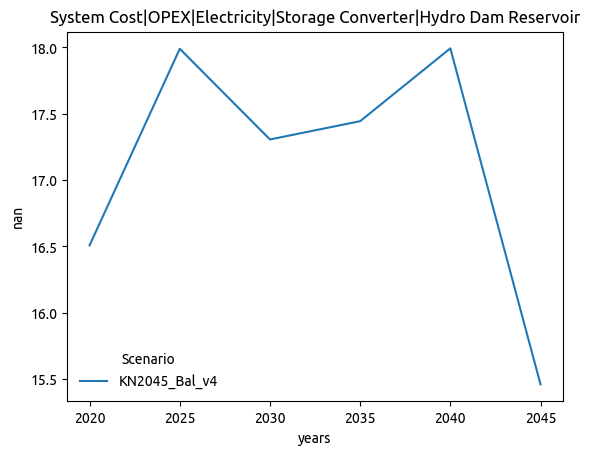 System Cost|OPEX|Electricity|Storage Converter|Hydro Dam Reservoir
18.0
17.5
17.0
16.5
16.0
15.5
nan
Scenario
KN2045_Bal_v4
2020 2025 2030 2035 2040 2045
years